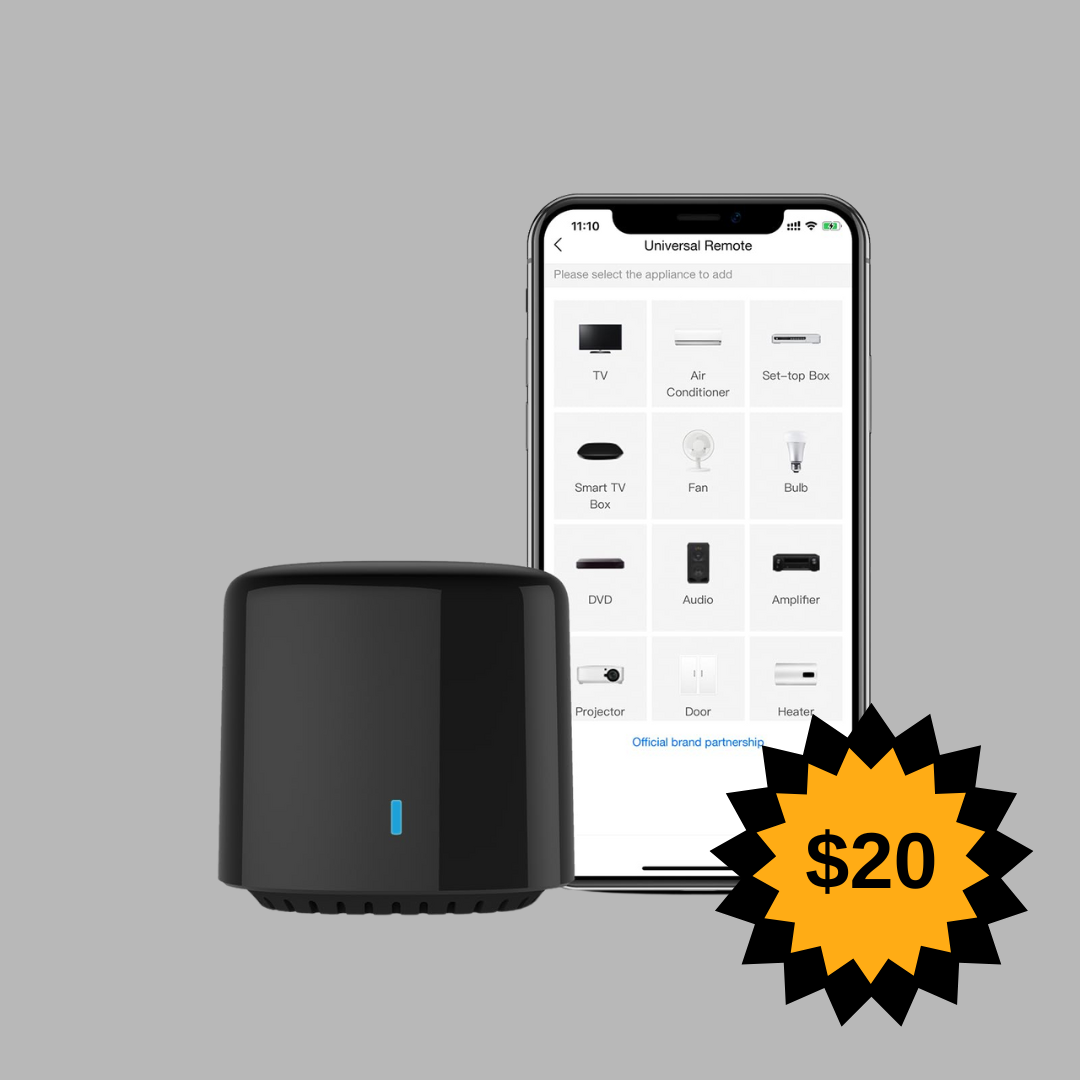 11:10
Universal Remote
Please select the appliance to add
TV
Air
Conditioner
Set-top Box
Smart TV
Box
Fan
Bulb
DVD
Audio
Amplifier
Projector
Door
Heater
Official brand partnership
$20